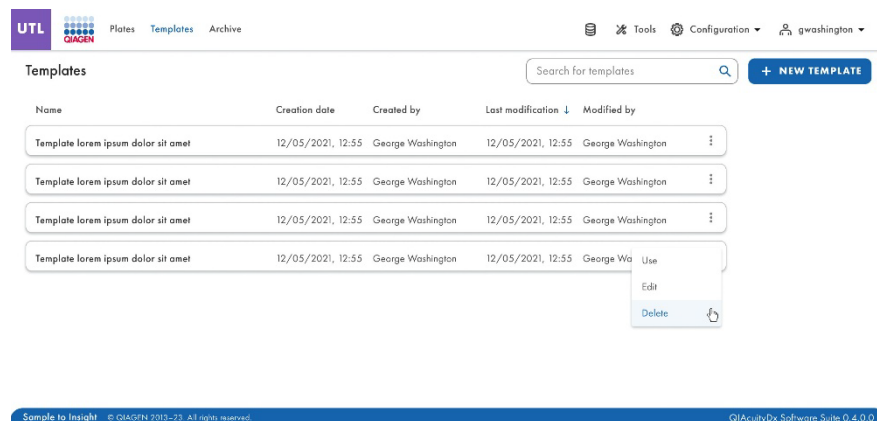 UTL QIAGEN Plates Templates Archive Tools Configuration gwashington
Templates Search for templates + NEW TEMPLATE
Name Creation date Created by Last modification ↓ Modified by
Template lorem ipsum dolor sit amet 12/05/2021, 12:55 George Washington 12/05/2021, 12:55 George Washington
Template lorem ipsum dolor sit amet 12/05/2021, 12:55 George Washington 12/05/2021, 12:55 George Washington
Template lorem ipsum dolor sit amet 12/05/2021, 12:55 George Washington 12/05/2021, 12:55 George Washington
Template lorem ipsum dolor sit amet 12/05/2021, 12:55 George Washington 12/05/2021, 12:55 George Wa
Use
Edit
Delete
Sample to Insight © QIAGEN 2013–23. All rights reserved. QIAcuityDx Software Suite 0.4.0.0